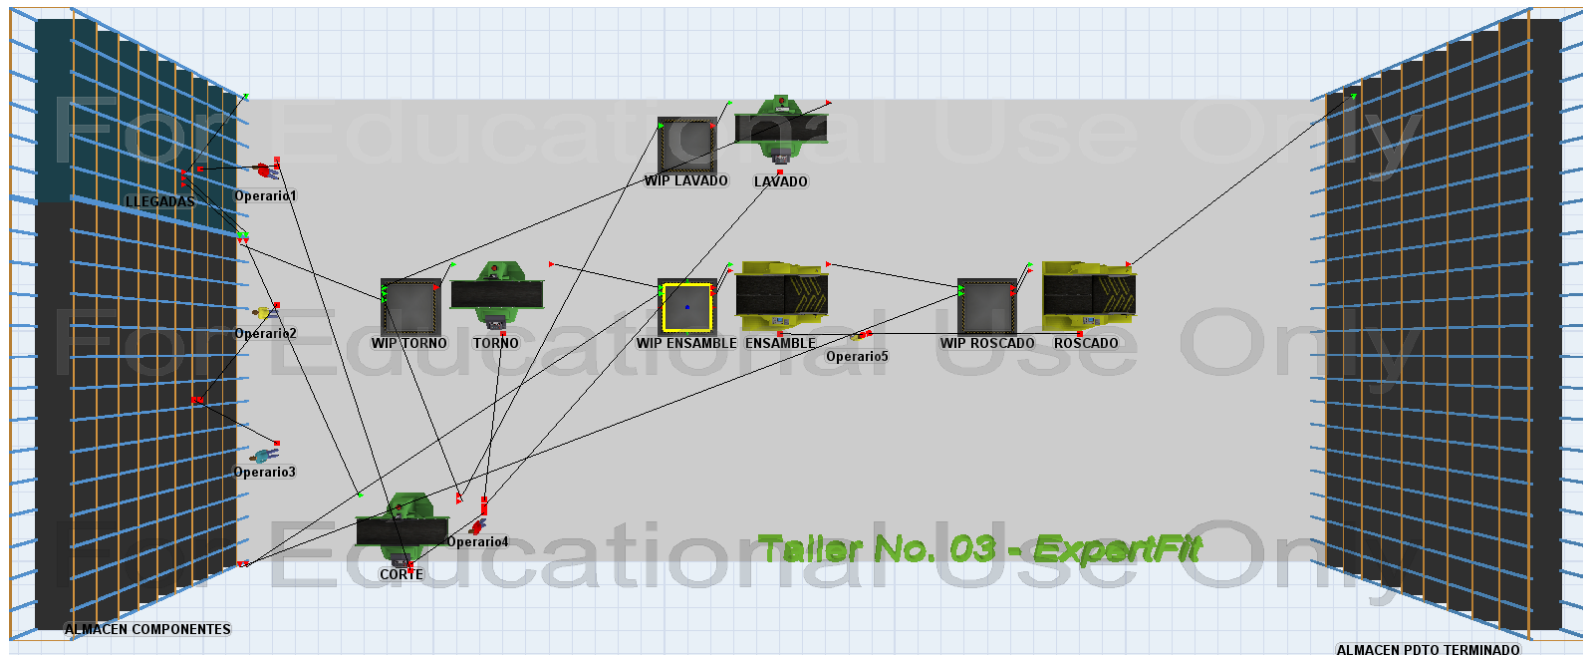 For Educational Use Only
WIP LAVADO
LAVADO
LLEGADAS
Operario1
For Educational Use Only
Operario2
WIP TORNO
TORNO
WIP ENSAMBLE
ENSAMBLE
Operario5
WIP ROSCADO
ROSCADO
Operario3
For Educational Use Only
Operario4
Taller No. 03 - ExpertFit
CORTE
ALMACEN COMPONENTES
ALMACEN PDTO TERMINADO